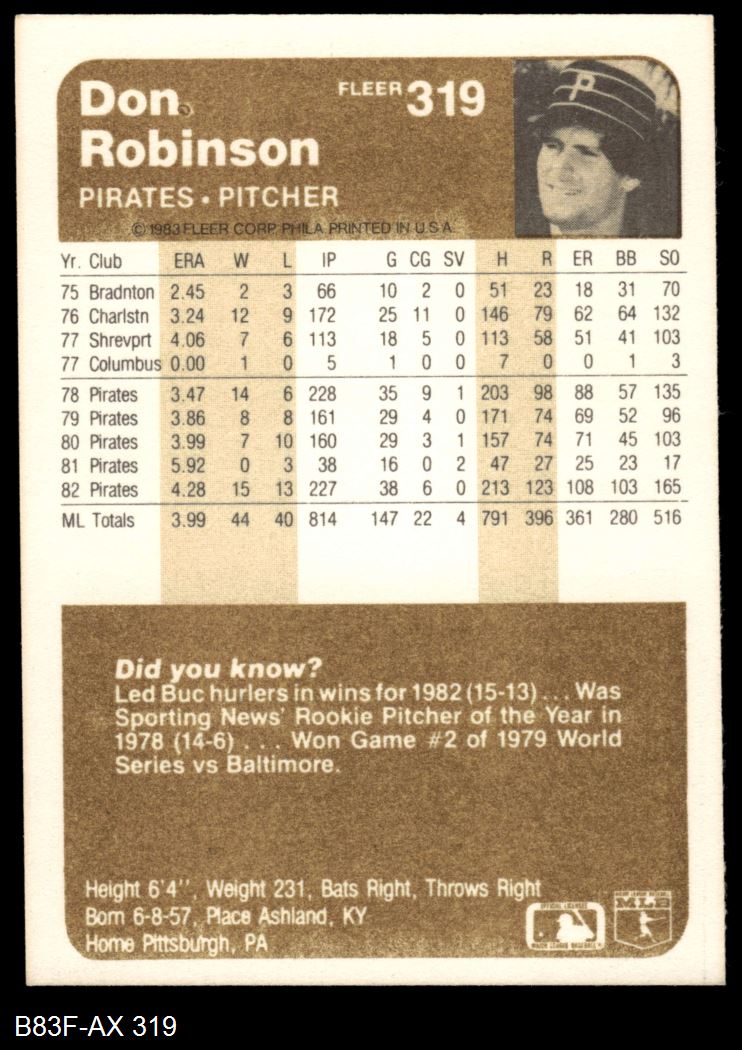 Don
Robinson
FLEER 319
PIRATES • PITCHER
© 1983 FLEER CORP. PHILA. PRINTED IN U.S.A.
Yr. Club ERA W L IP G CG SV H R ER BB SO
75 Bradnton 2.45 2 3 66 10 2 0 51 23 18 31 70
76 Charlstn 3.24 12 9 172 25 11 0 146 79 62 64 132
77 Shrevprt 4.06 7 6 113 18 5 0 113 58 51 41 103
77 Columbus 0.00 1 0 5 1 0 0 7 0 0 1 3
78 Pirates 3.47 14 6 228 35 9 1 203 98 88 57 135
79 Pirates 3.86 8 8 161 29 4 0 171 74 69 52 96
80 Pirates 3.99 7 10 160 29 3 1 157 74 71 45 103
81 Pirates 5.92 0 3 38 16 0 2 47 27 25 23 17
82 Pirates 4.28 15 13 227 38 6 0 213 123 108 103 165
ML Totals 3.99 44 40 814 147 22 4 791 396 361 280 516
Did you know?
Led Buc hurlers in wins for 1982 (15-13) . . . Was
Sporting News' Rookie Pitcher of the Year in
1978 (14-6) . . . Won Game #2 of 1979 World
Series vs Baltimore.
Height 6'4'', Weight 231, Bats Right, Throws Right
Born 6-8-57, Place Ashland, KY
Home Pittsburgh, PA
MAJOR LEAGUE BASEBALL
MLB
P
B83F-AX 319